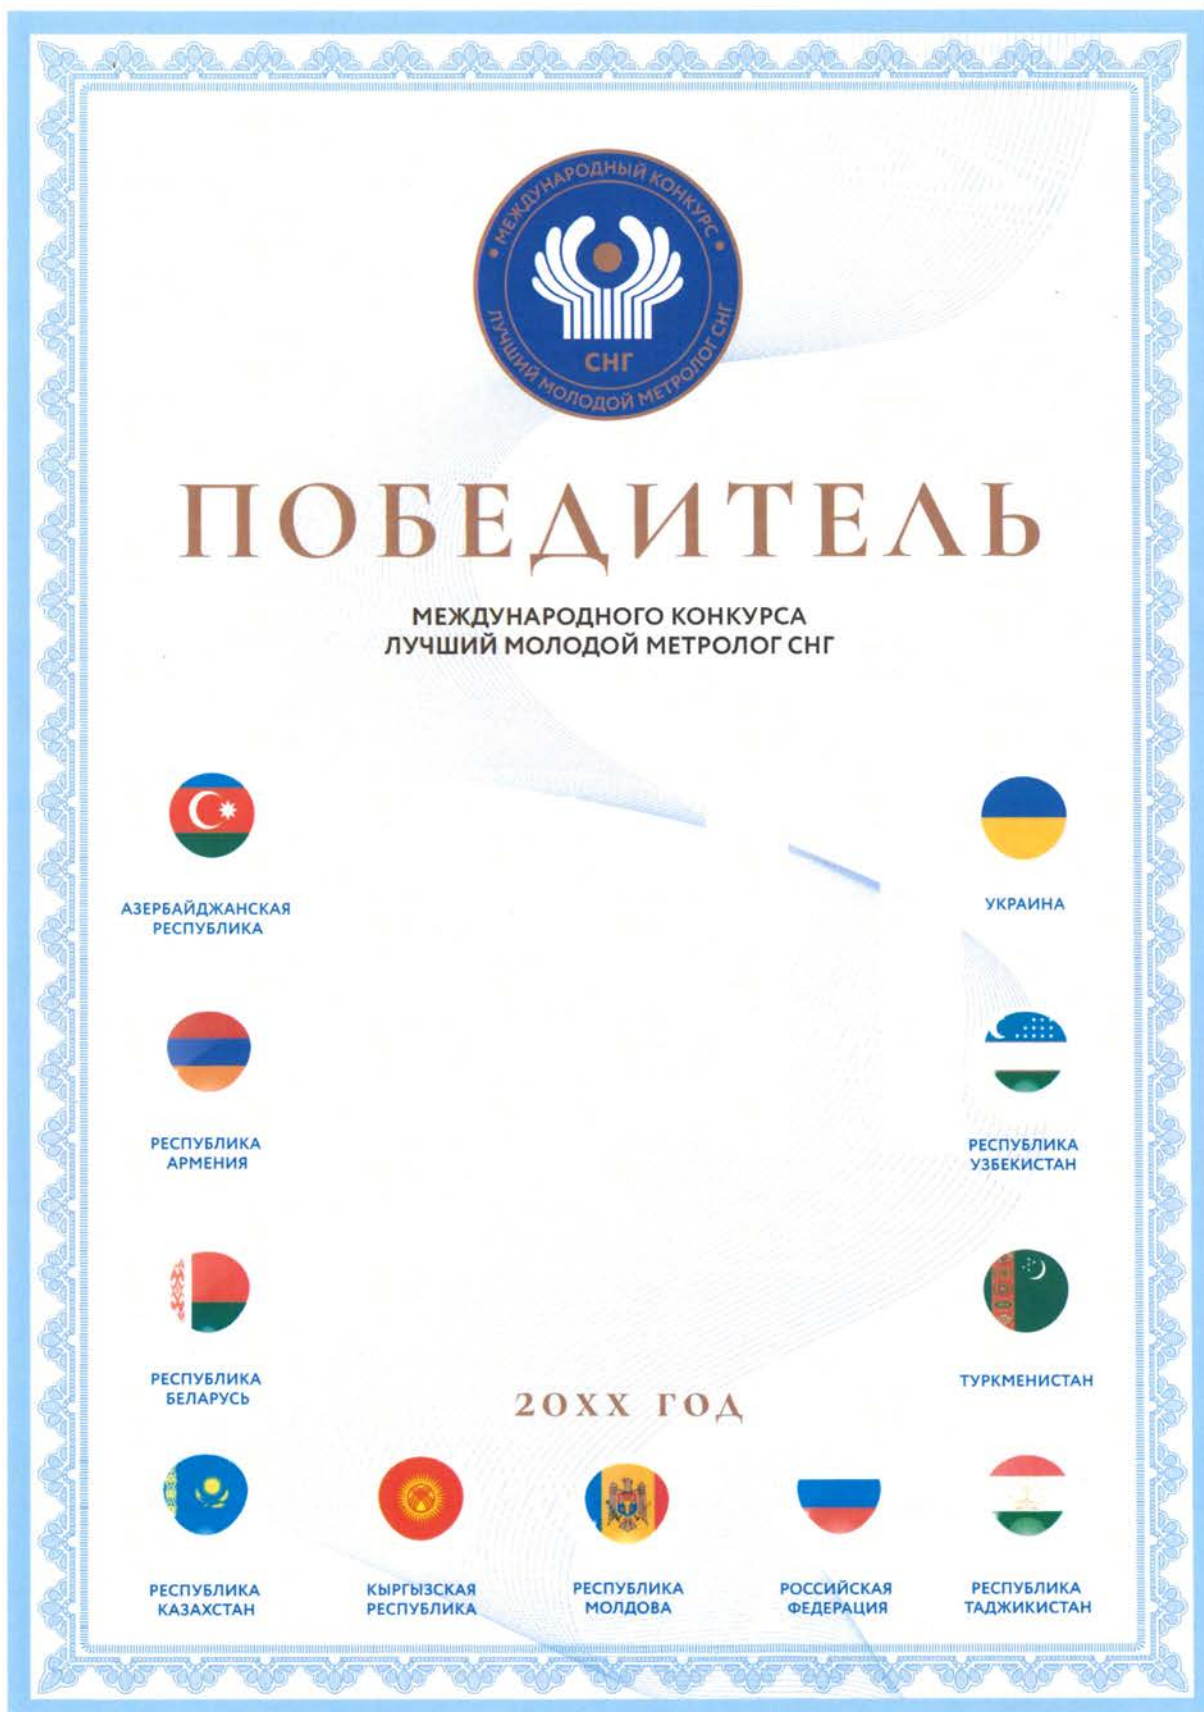 МЕЖДУНАРОДНЫЙ КОНКУРС
ЛУЧШИЙ МОЛОДОЙ МЕТРОЛОГ СНГ
СНГ
ПОБЕДИТЕЛЬ
МЕЖДУНАРОДНОГО КОНКУРСА
ЛУЧШИЙ МОЛОДОЙ МЕТРОЛОГ СНГ
АЗЕРБАЙДЖАНСКАЯ
РЕСПУБЛИКА
УКРАИНА
РЕСПУБЛИКА
АРМЕНИЯ
РЕСПУБЛИКА
УЗБЕКИСТАН
РЕСПУБЛИКА
БЕЛАРУСЬ
ТУРКМЕНИСТАН
20XX ГОД
РЕСПУБЛИКА
КАЗАХСТАН
КЫРГЫЗСКАЯ
РЕСПУБЛИКА
РЕСПУБЛИКА
МОЛДОВА
РОССИЙСКАЯ
ФЕДЕРАЦИЯ
РЕСПУБЛИКА
ТАДЖИКИСТАН